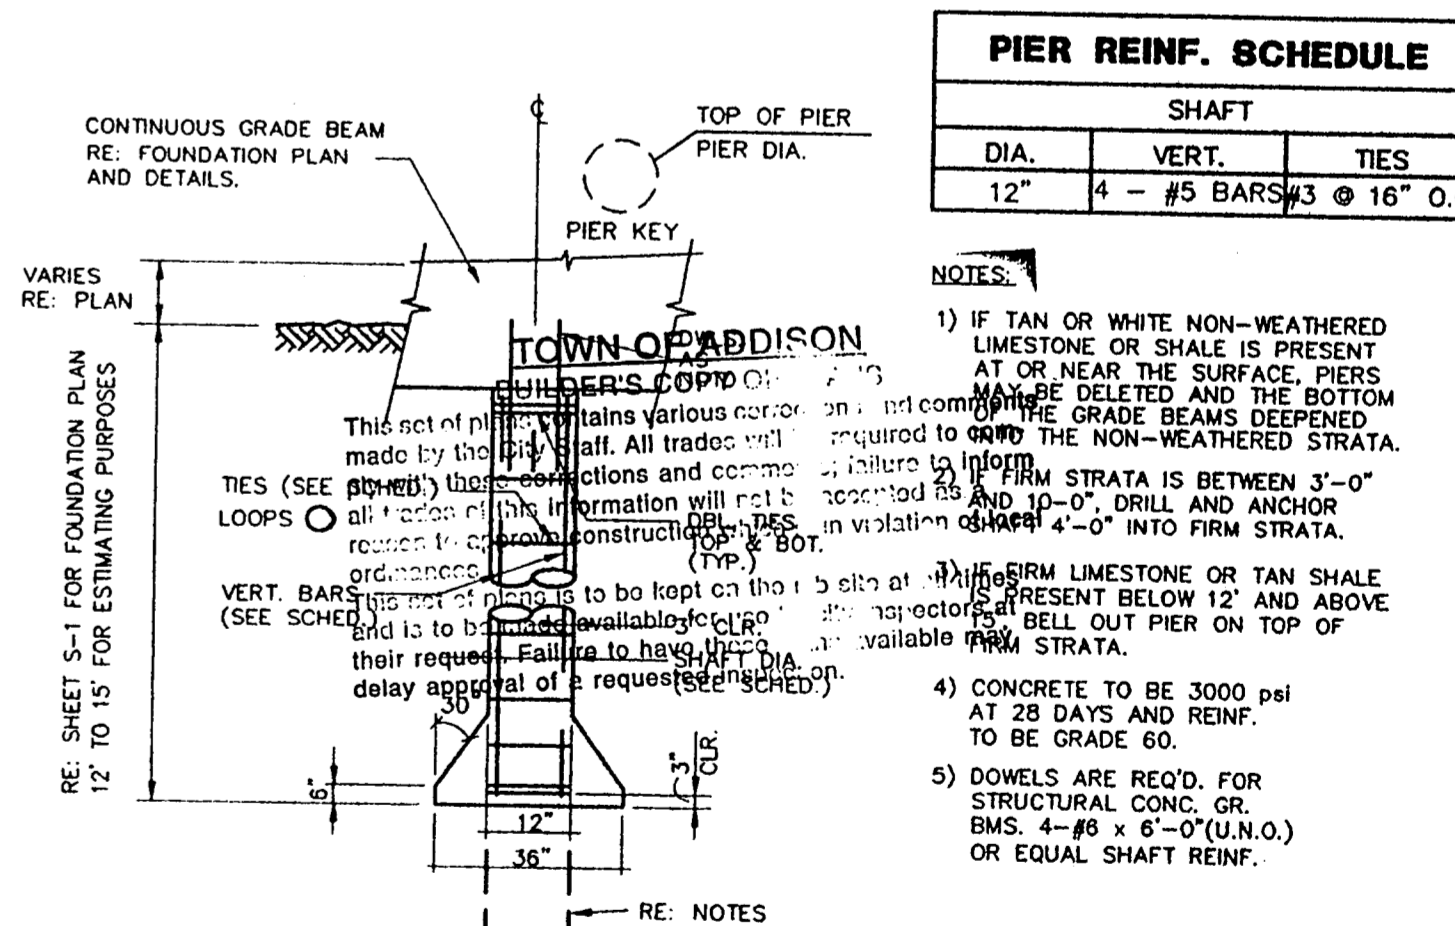 PIER REINF. SCHEDULE
SHAFT
DIA. VERT. TIES
12" 4 - #5 BARS #3 @ 16" O.
CONTINUOUS GRADE BEAM
RE: FOUNDATION PLAN
AND DETAILS.
℄
TOP OF PIER
PIER DIA.
PIER KEY
VARIES
RE: PLAN
RE: SHEET S-1 FOR FOUNDATION PLAN
12' TO 15' FOR ESTIMATING PURPOSES
TOWN OF ADDISON
BUILDER'S COPY
This set of plans contains various and comments
made by the City Staff. All trades will required to com-
with these corrections and failure to inform
all trades of this information will not accepted as a
reason to approve construction in violation of local
ordinances
This set of plans is to be kept on the site at all times
and is to be made available for inspectors at
their request. Failure to have available may
delay approval of a requested
TIES (SEE SCHED.)
LOOPS
DBL. TIES
TOP & BOT.
(TYP.)
VERT. BARS
(SEE SCHED.)
3" CLR.
SHAFT DIA.
(SEE SCHED.)
30°
6"
3"
CLR.
12"
36"
RE: NOTES
NOTES:
1) IF TAN OR WHITE NON-WEATHERED
LIMESTONE OR SHALE IS PRESENT
AT OR NEAR THE SURFACE, PIERS
MAY BE DELETED AND THE BOTTOM
OF THE GRADE BEAMS DEEPENED
INTO THE NON-WEATHERED STRATA.
2) IF FIRM STRATA IS BETWEEN 3'-0"
AND 10-0", DRILL AND ANCHOR
SHAFT 4'-0" INTO FIRM STRATA.
3) IF FIRM LIMESTONE OR TAN SHALE
IS PRESENT BELOW 12' AND ABOVE
15', BELL OUT PIER ON TOP OF
FIRM STRATA.
4) CONCRETE TO BE 3000 psi
AT 28 DAYS AND REINF.
TO BE GRADE 60.
5) DOWELS ARE REQ'D. FOR
STRUCTURAL CONC. GR.
BMS. 4-#6 x 6'-0"(U.N.O.)
OR EQUAL SHAFT REINF.